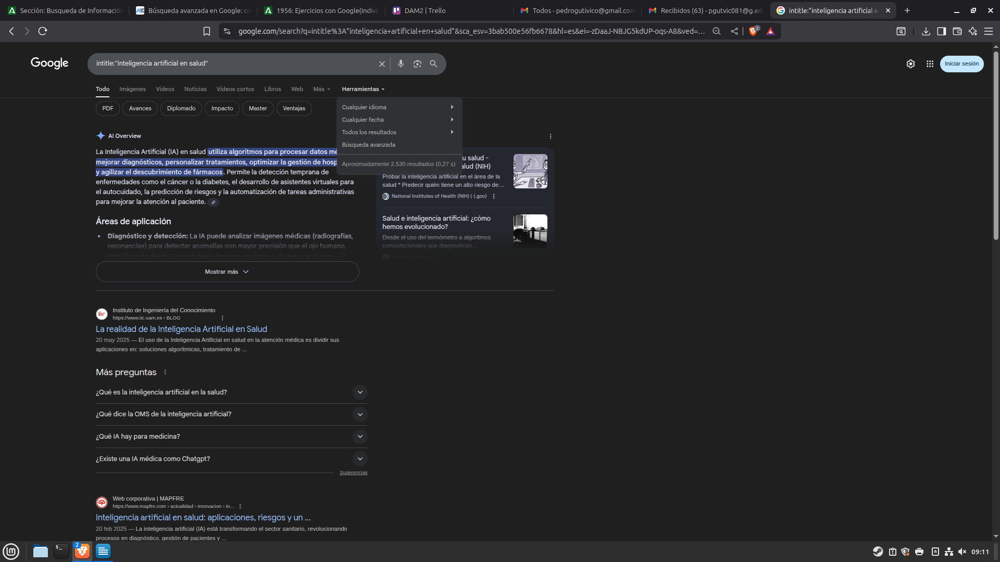 Sección: Busqueda de Información
Búsqueda avanzada en Google: co
1956: Ejercicios con Google(Indivi
DAM2 | Trello
Todos - pedrogutivico@gmail.com
Recibidos (63) - pgutvic081@g.ed
intitle:"inteligencia artificial e
google.com/search?q=intitle%3A"inteligencia+artificial+en+salud"&sca_esv=3bab500e56fb6678&hl=es&ei=-zDaaJ-NBJG5kdUP-oqs-A8&ved=...
2
Google
intitle:"inteligencia artificial en salud"
Iniciar sesión
Todo
Imágenes
Vídeos
Noticias
Vídeos cortos
Libros
Web
Más
Herramientas
PDF
Avances
Diplomado
Impacto
Master
Ventajas
Cualquier idioma
Cualquier fecha
Todos los resultados
Búsqueda avanzada
Aproximadamente 2.530 resultados (0,27 s)
AI Overview
La Inteligencia Artificial (IA) en salud utiliza algoritmos para procesar datos mé
mejorar diagnósticos, personalizar tratamientos, optimizar la gestión de hosp
y agilizar el descubrimiento de fármacos. Permite la detección temprana de
enfermedades como el cáncer o la diabetes, el desarrollo de asistentes virtuales para
el autocuidado, la predicción de riesgos y la automatización de tareas administrativas
para mejorar la atención al paciente.
Áreas de aplicación
• Diagnóstico y detección: La IA puede analizar imágenes médicas (radiografías,
resonancias) para detectar anomalías con mayor precisión que el ojo humano,
identificando desde tumores hasta lesiones oculares o ataques cardíacos.
Mostrar más
u salud -
alud (NIH)
Probar la inteligencia artificial en el área de la
salud * Predecir quién tiene un alto riesgo de...
National Institutes of Health (NIH) | (.gov)
Salud e inteligencia artificial: ¿cómo
hemos evolucionado?
Desde el uso del termómetro a algoritmos
computacionales que diagnostican...
Instituto de Ingeniería del Conocimiento
https://www.iic.uam.es › BLOG
La realidad de la Inteligencia Artificial en Salud
20 may 2025 — El uso de la Inteligencia Artificial en salud en la atención médica es dividir sus
aplicaciones en: soluciones algorítmicas, tratamiento de ...
Más preguntas
¿Qué es la inteligencia artificial en la salud?
¿Qué dice la OMS de la inteligencia artificial?
¿Qué IA hay para medicina?
¿Existe una IA médica como Chatgpt?
Sugerencias
Web corporativa | MAPFRE
https://www.mapfre.com › actualidad › innovacion › in...
Inteligencia artificial en salud: aplicaciones, riesgos y un ...
20 feb 2025 — La inteligencia artificial (IA) está transformando el sector sanitario, revolucionando
procesos en diagnóstico, gestión de pacientes y ...
2
09:11